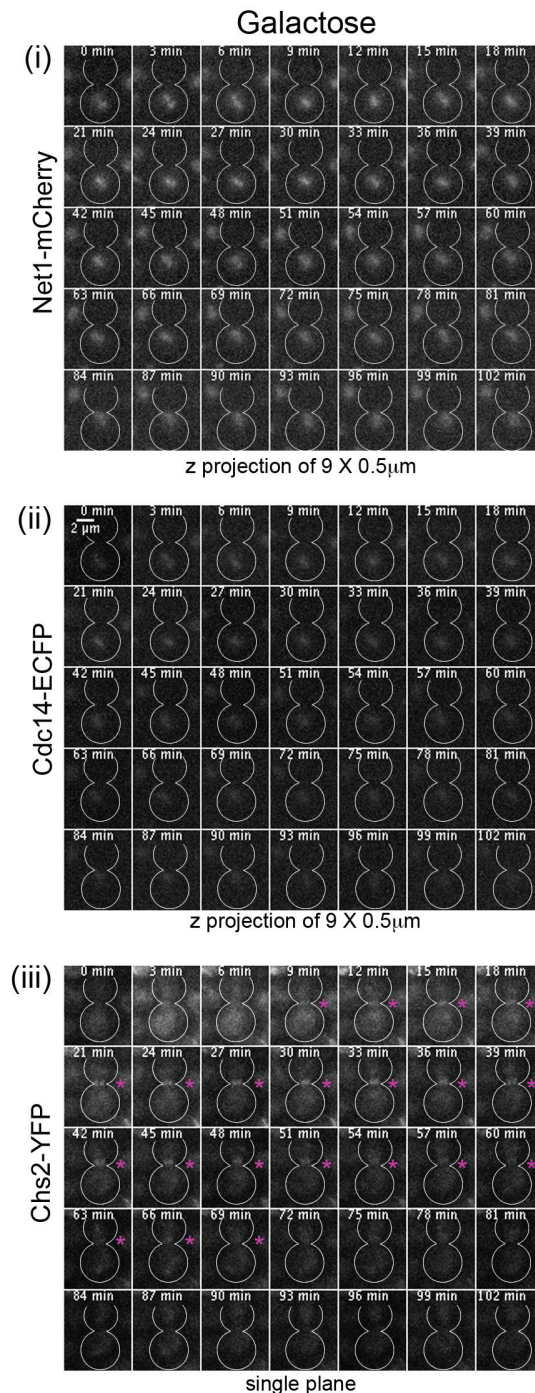 Galactose
(i)
Net1-mCherry
0 min 3 min 6 min 9 min 12 min 15 min 18 min
21 min 24 min 27 min 30 min 33 min 36 min 39 min
42 min 45 min 48 min 51 min 54 min 57 min 60 min
63 min 66 min 69 min 72 min 75 min 78 min 81 min
84 min 87 min 90 min 93 min 96 min 99 min 102 min
z projection of 9 X 0.5μm
(ii)
Cdc14-ECFP
0 min 3 min 6 min 9 min 12 min 15 min 18 min
2 μm
21 min 24 min 27 min 30 min 33 min 36 min 39 min
42 min 45 min 48 min 51 min 54 min 57 min 60 min
63 min 66 min 69 min 72 min 75 min 78 min 81 min
84 min 87 min 90 min 93 min 96 min 99 min 102 min
z projection of 9 X 0.5μm
(iii)
Chs2-YFP
0 min 3 min 6 min 9 min 12 min 15 min 18 min
* * * *
21 min 24 min 27 min 30 min 33 min 36 min 39 min
* * * * * * *
42 min 45 min 48 min 51 min 54 min 57 min 60 min
* * * * * * *
63 min 66 min 69 min 72 min 75 min 78 min 81 min
* * *
84 min 87 min 90 min 93 min 96 min 99 min 102 min
single plane